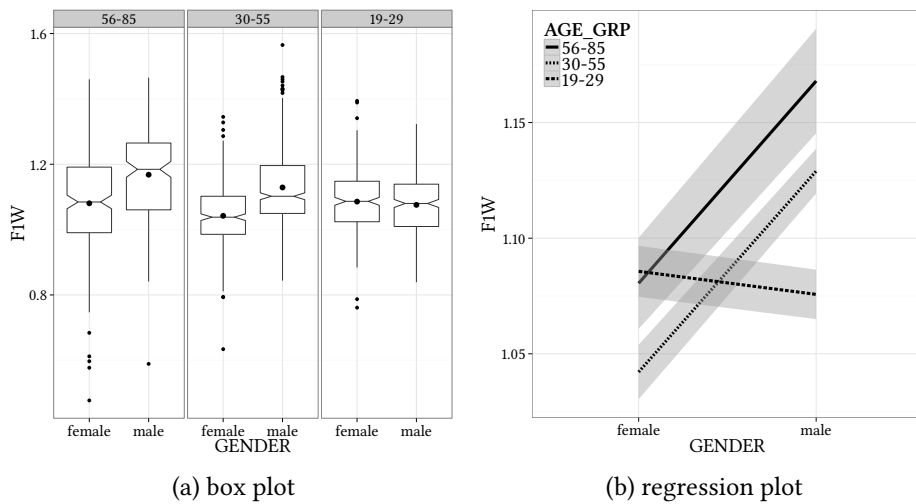 56-85 30-55 19-29
1.6
1.2
0.8
F1W
female male female male female male
GENDER
(a) box plot
AGE_GRP
56-85
30-55
19-29
1.15
1.10
1.05
F1W
female male
GENDER
(b) regression plot